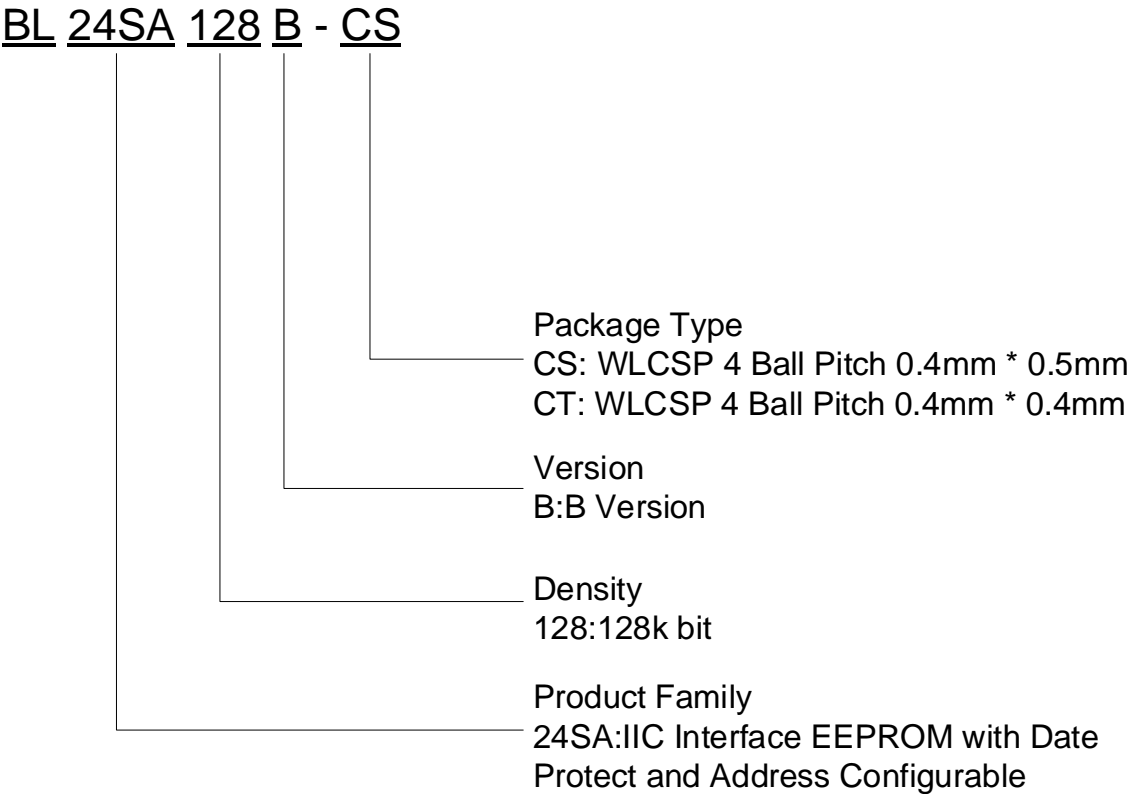 BL 24SA 128 B - CS
Package Type
CS: WLCSP 4 Ball Pitch 0.4mm * 0.5mm
CT: WLCSP 4 Ball Pitch 0.4mm * 0.4mm
Version
B:B Version
Density
128:128k bit
Product Family
24SA:IIC Interface EEPROM with Date
Protect and Address Configurable